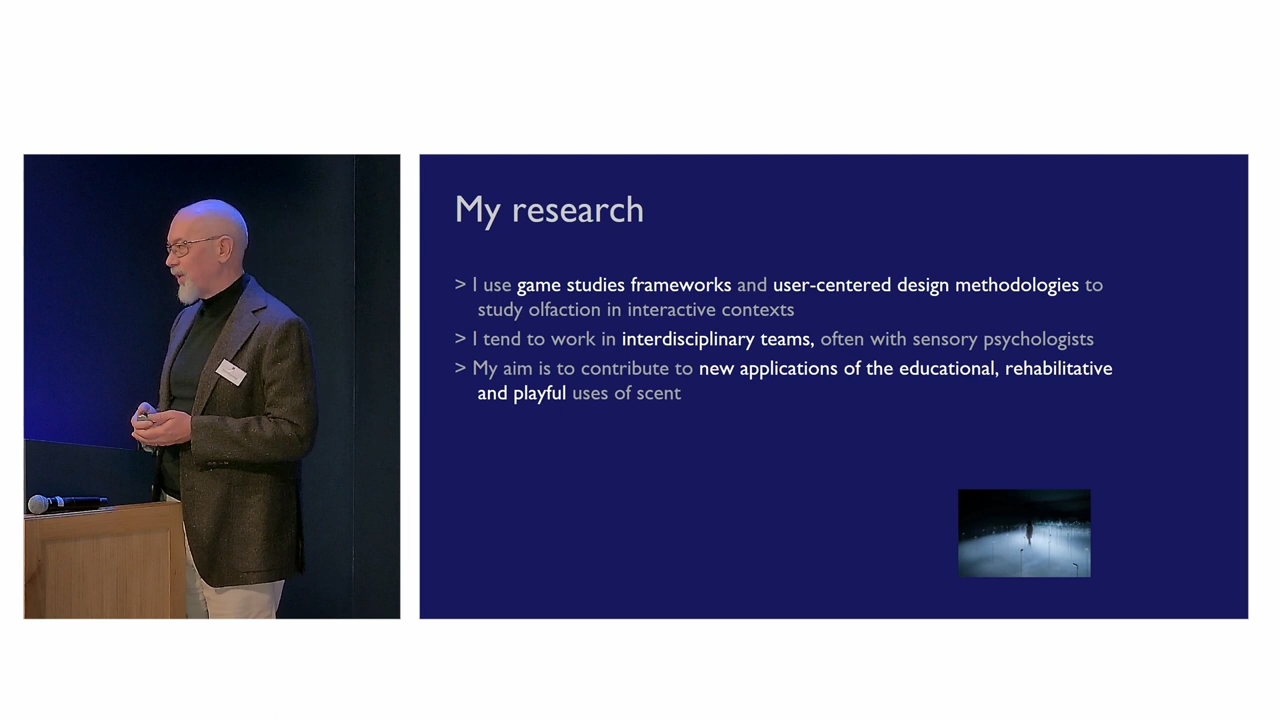 My research
> I use game studies frameworks and user-centered design methodologies to
study olfaction in interactive contexts
> I tend to work in interdisciplinary teams, often with sensory psychologists
> My aim is to contribute to new applications of the educational, rehabilitative
and playful uses of scent